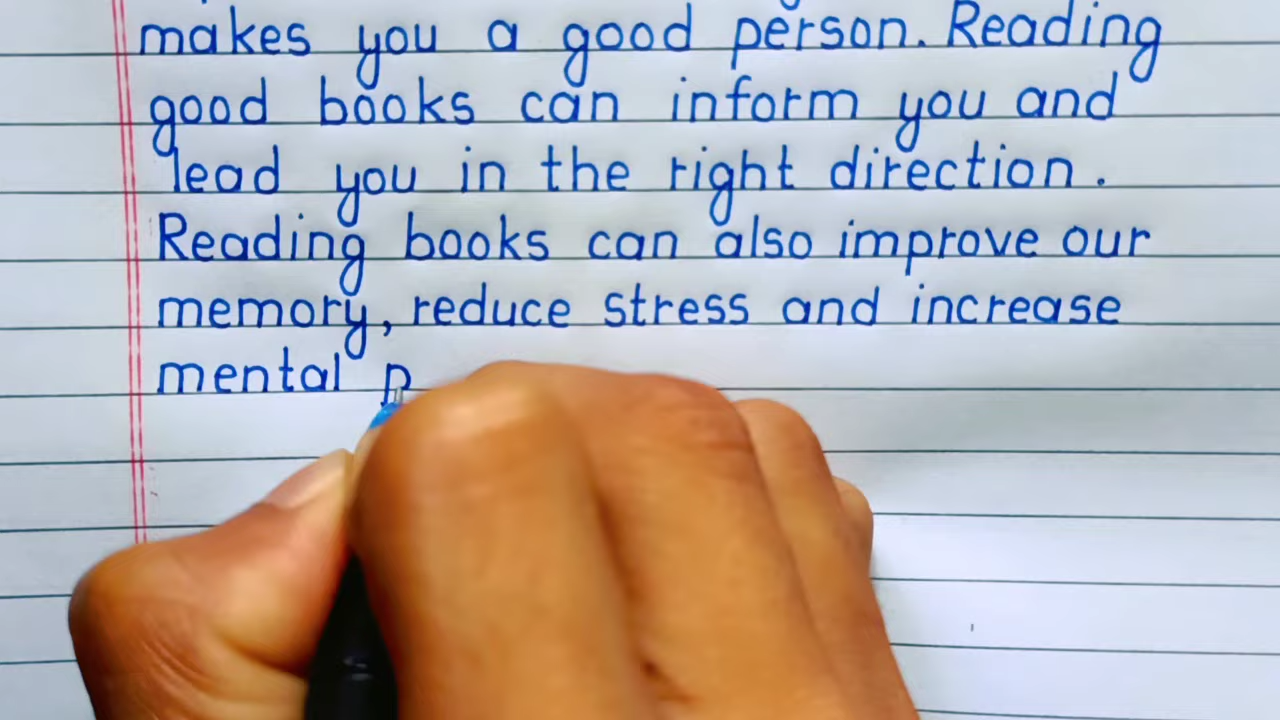 makes you a good person. Reading
good books can inform you and
lead you in the right direction.
Reading books can also improve our
memory, reduce stress and increase
mental p